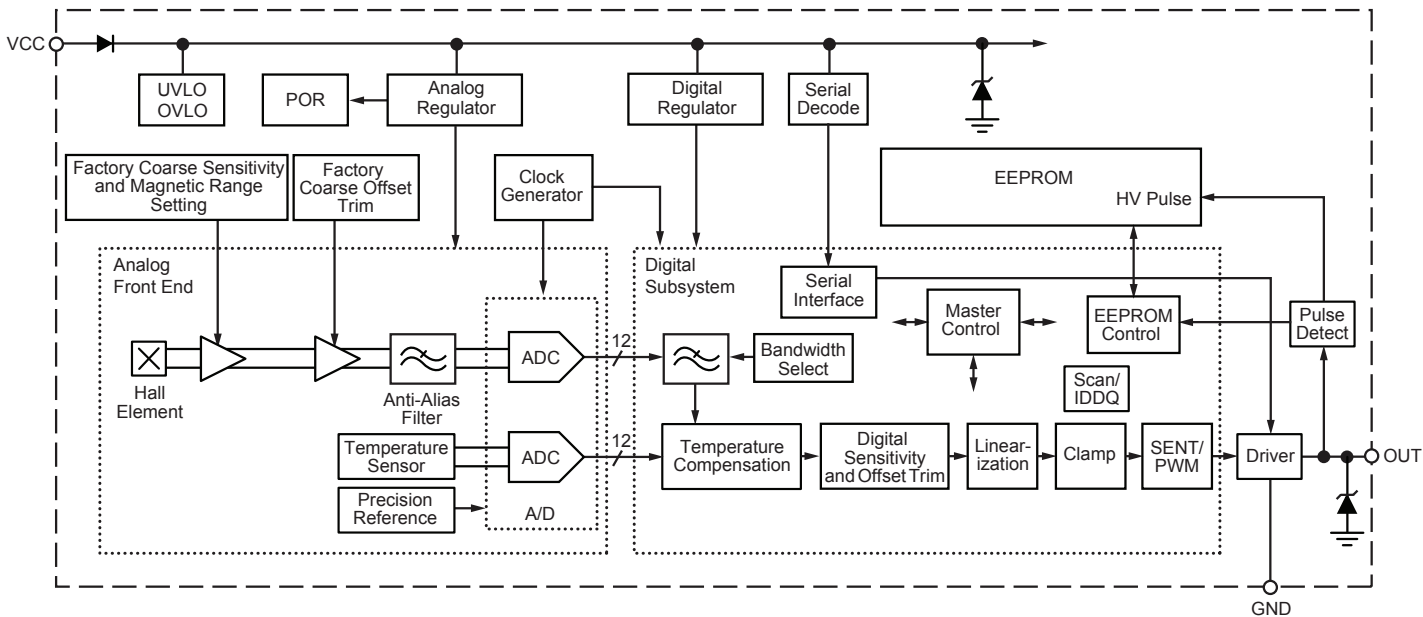 VCC
UVLO
OVLO
POR
Analog
Regulator
Digital
Regulator
Serial
Decode
Factory Coarse Sensitivity
and Magnetic Range
Setting
Factory
Coarse Offset
Trim
Clock
Generator
EEPROM
HV Pulse
Analog
Front End
Digital
Subsystem
Serial
Interface
Master
Control
EEPROM
Control
Pulse
Detect
Hall
Element
Anti-Alias
Filter
ADC
12
Bandwidth
Select
Scan/
IDDQ
Temperature
Sensor
ADC
12
Temperature
Compensation
Digital
Sensitivity
and Offset Trim
Linear-
ization
Clamp
SENT/
PWM
Driver
OUT
Precision
Reference
A/D
GND